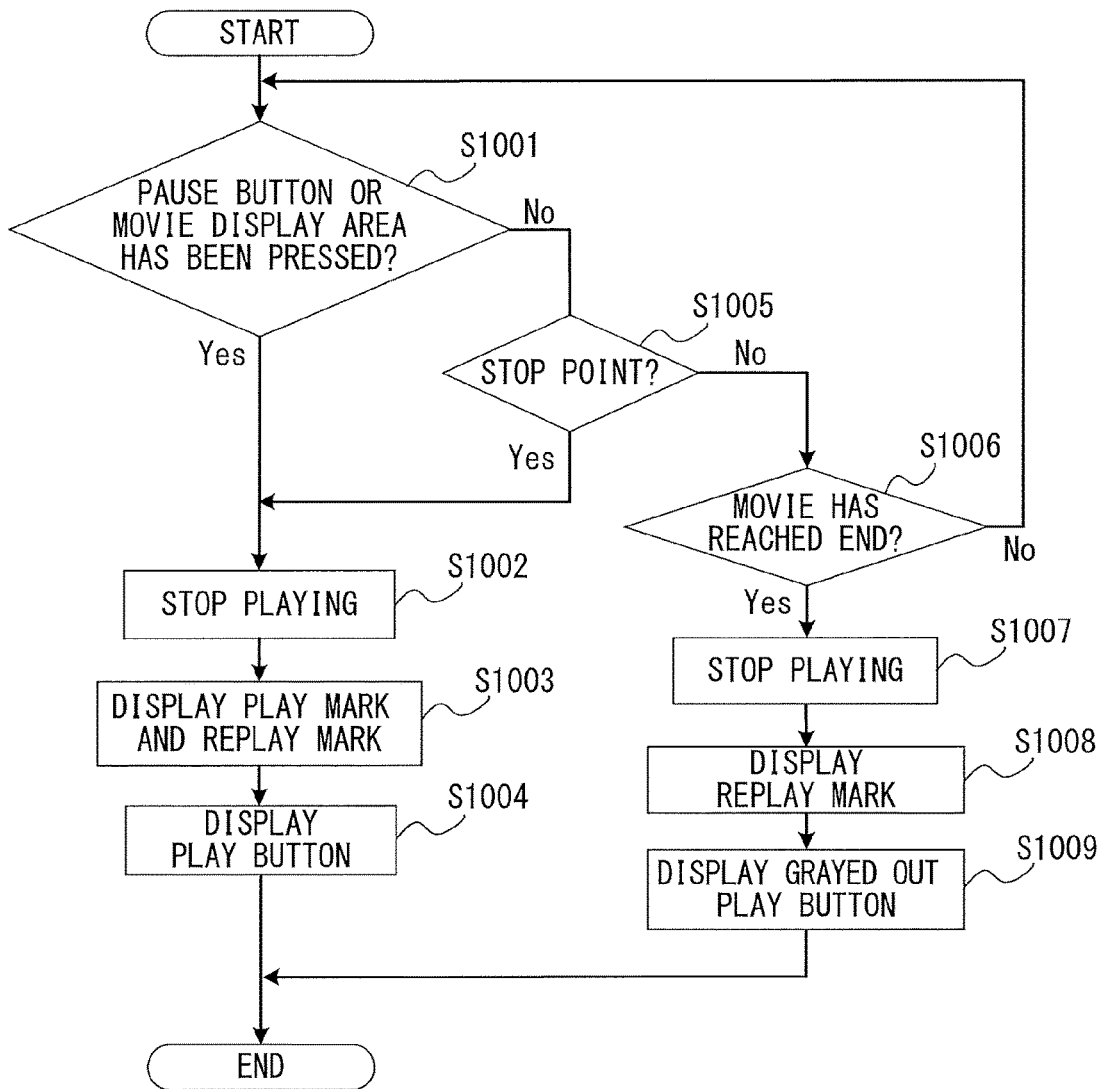 START
S1001
PAUSE BUTTON OR
MOVIE DISPLAY AREA
HAS BEEN PRESSED?
No
Yes
S1005
STOP POINT?
No
Yes
S1006
MOVIE HAS
REACHED END?
No
Yes
S1002
STOP PLAYING
S1003
DISPLAY PLAY MARK
AND REPLAY MARK
S1004
DISPLAY
PLAY BUTTON
S1007
STOP PLAYING
S1008
DISPLAY
REPLAY MARK
S1009
DISPLAY GRAYED OUT
PLAY BUTTON
END